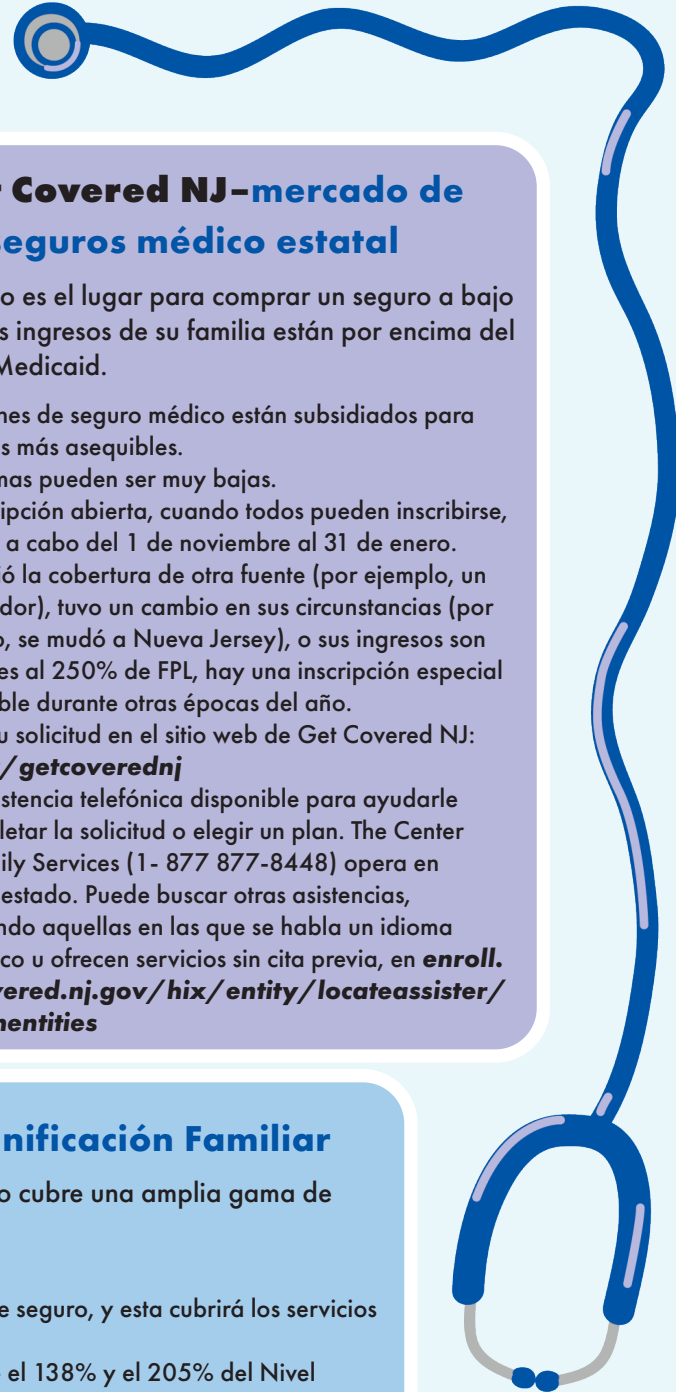 Covered NJ–mercado de
seguros médico estatal
o es el lugar para comprar un seguro a bajo
s ingresos de su familia están por encima del
Medicaid.
nes de seguro médico están subsidiados para
s más asequibles.
mas pueden ser muy bajas.
ripción abierta, cuando todos pueden inscribirse,
a cabo del 1 de noviembre al 31 de enero.
ió la cobertura de otra fuente (por ejemplo, un
dor), tuvo un cambio en sus circunstancias (por
o, se mudó a Nueva Jersey), o sus ingresos son
es al 250% de FPL, hay una inscripción especial
ble durante otras épocas del año.
u solicitud en el sitio web de Get Covered NJ:
/getcoverednj
istencia telefónica disponible para ayudarle
letar la solicitud o elegir un plan. The Center
ily Services (1- 877 877-8448) opera en
estado. Puede buscar otras asistencias,
ndo aquellas en las que se habla un idioma
ico u ofrecen servicios sin cita previa, en enroll.
vered.nj.gov/hix/entity/locateassister/
nentities
nificación Familiar
o cubre una amplia gama de
e seguro, y esta cubrirá los servicios
el 138% y el 205% del Nivel